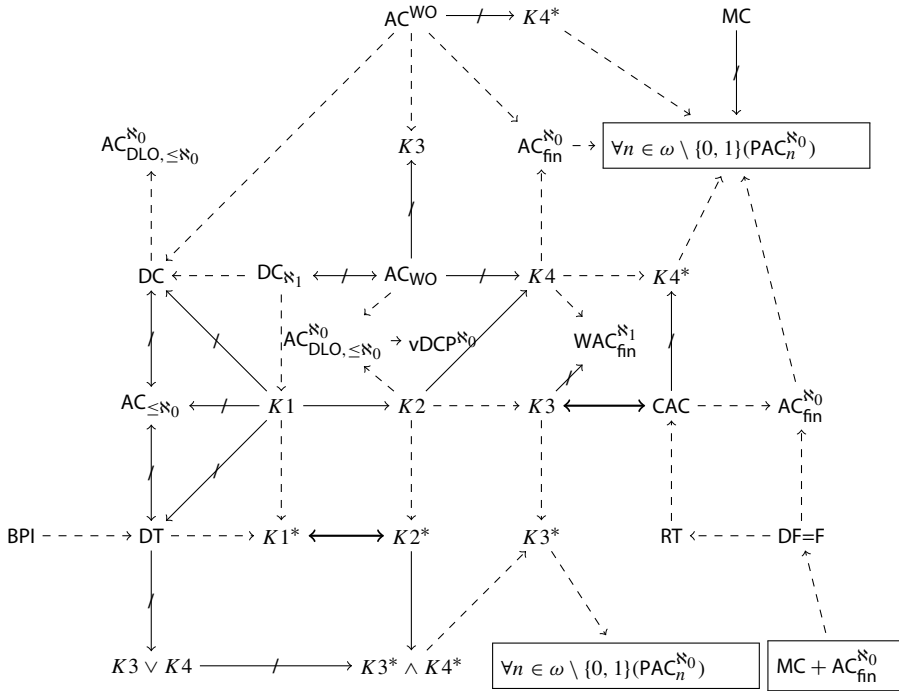 AC^WO K4* MC
AC^ℵ₀_DLO,≤ℵ₀ K3 AC^ℵ₀_fin ∀n ∈ ω \ {0, 1}(PAC^ℵ₀_n)
DC DC_ℵ₁ AC_WO K4 K4*
AC^ℵ₀_DLO,≤ℵ₀ vDCP^ℵ₀ WAC^ℵ₁_fin
AC_≤ℵ₀ K1 K2 K3 CAC AC^ℵ₀_fin
BPI DT K1* K2* K3* RT DF=F
K3 ∨ K4 K3* ∧ K4* ∀n ∈ ω \ {0, 1}(PAC^ℵ₀_n) MC + AC^ℵ₀_fin